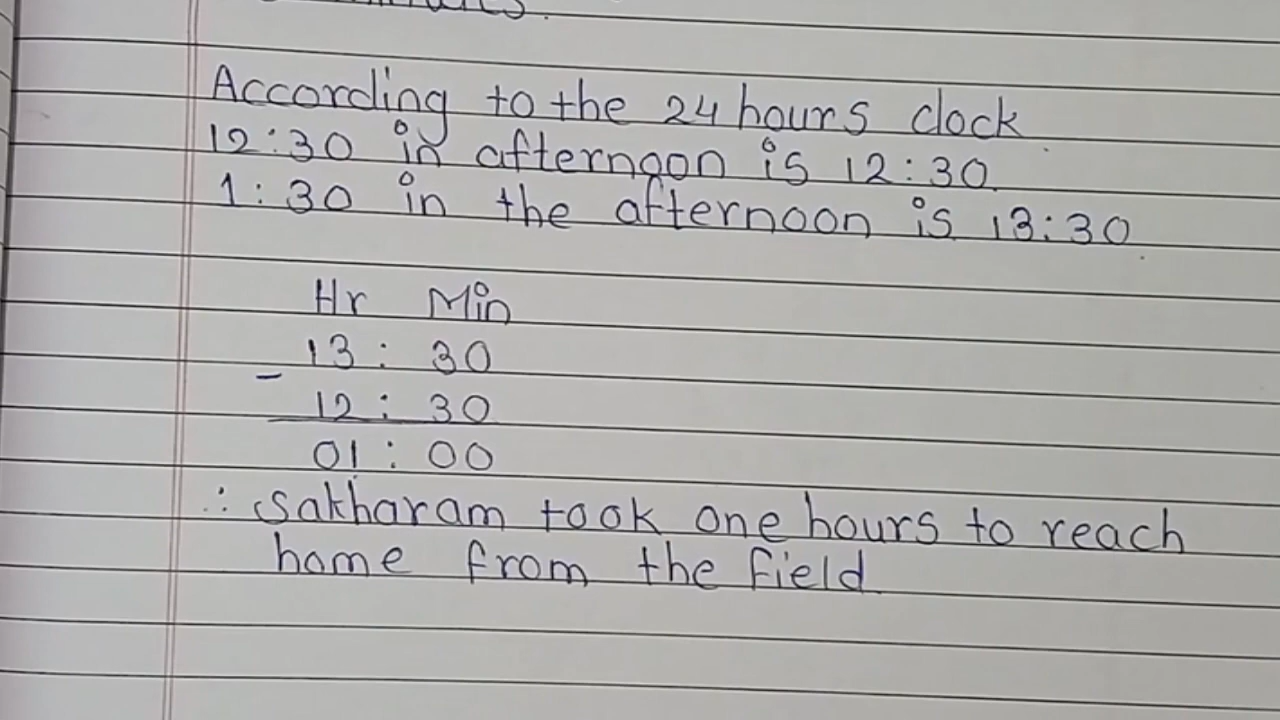 According to the 24 hours clock
12:30 in afternoon is 12:30
1:30 in the afternoon is 13:30
Hr Min
13 : 30
- 12 : 30
01 : 00
∴ Sakharam took one hours to reach
home from the field